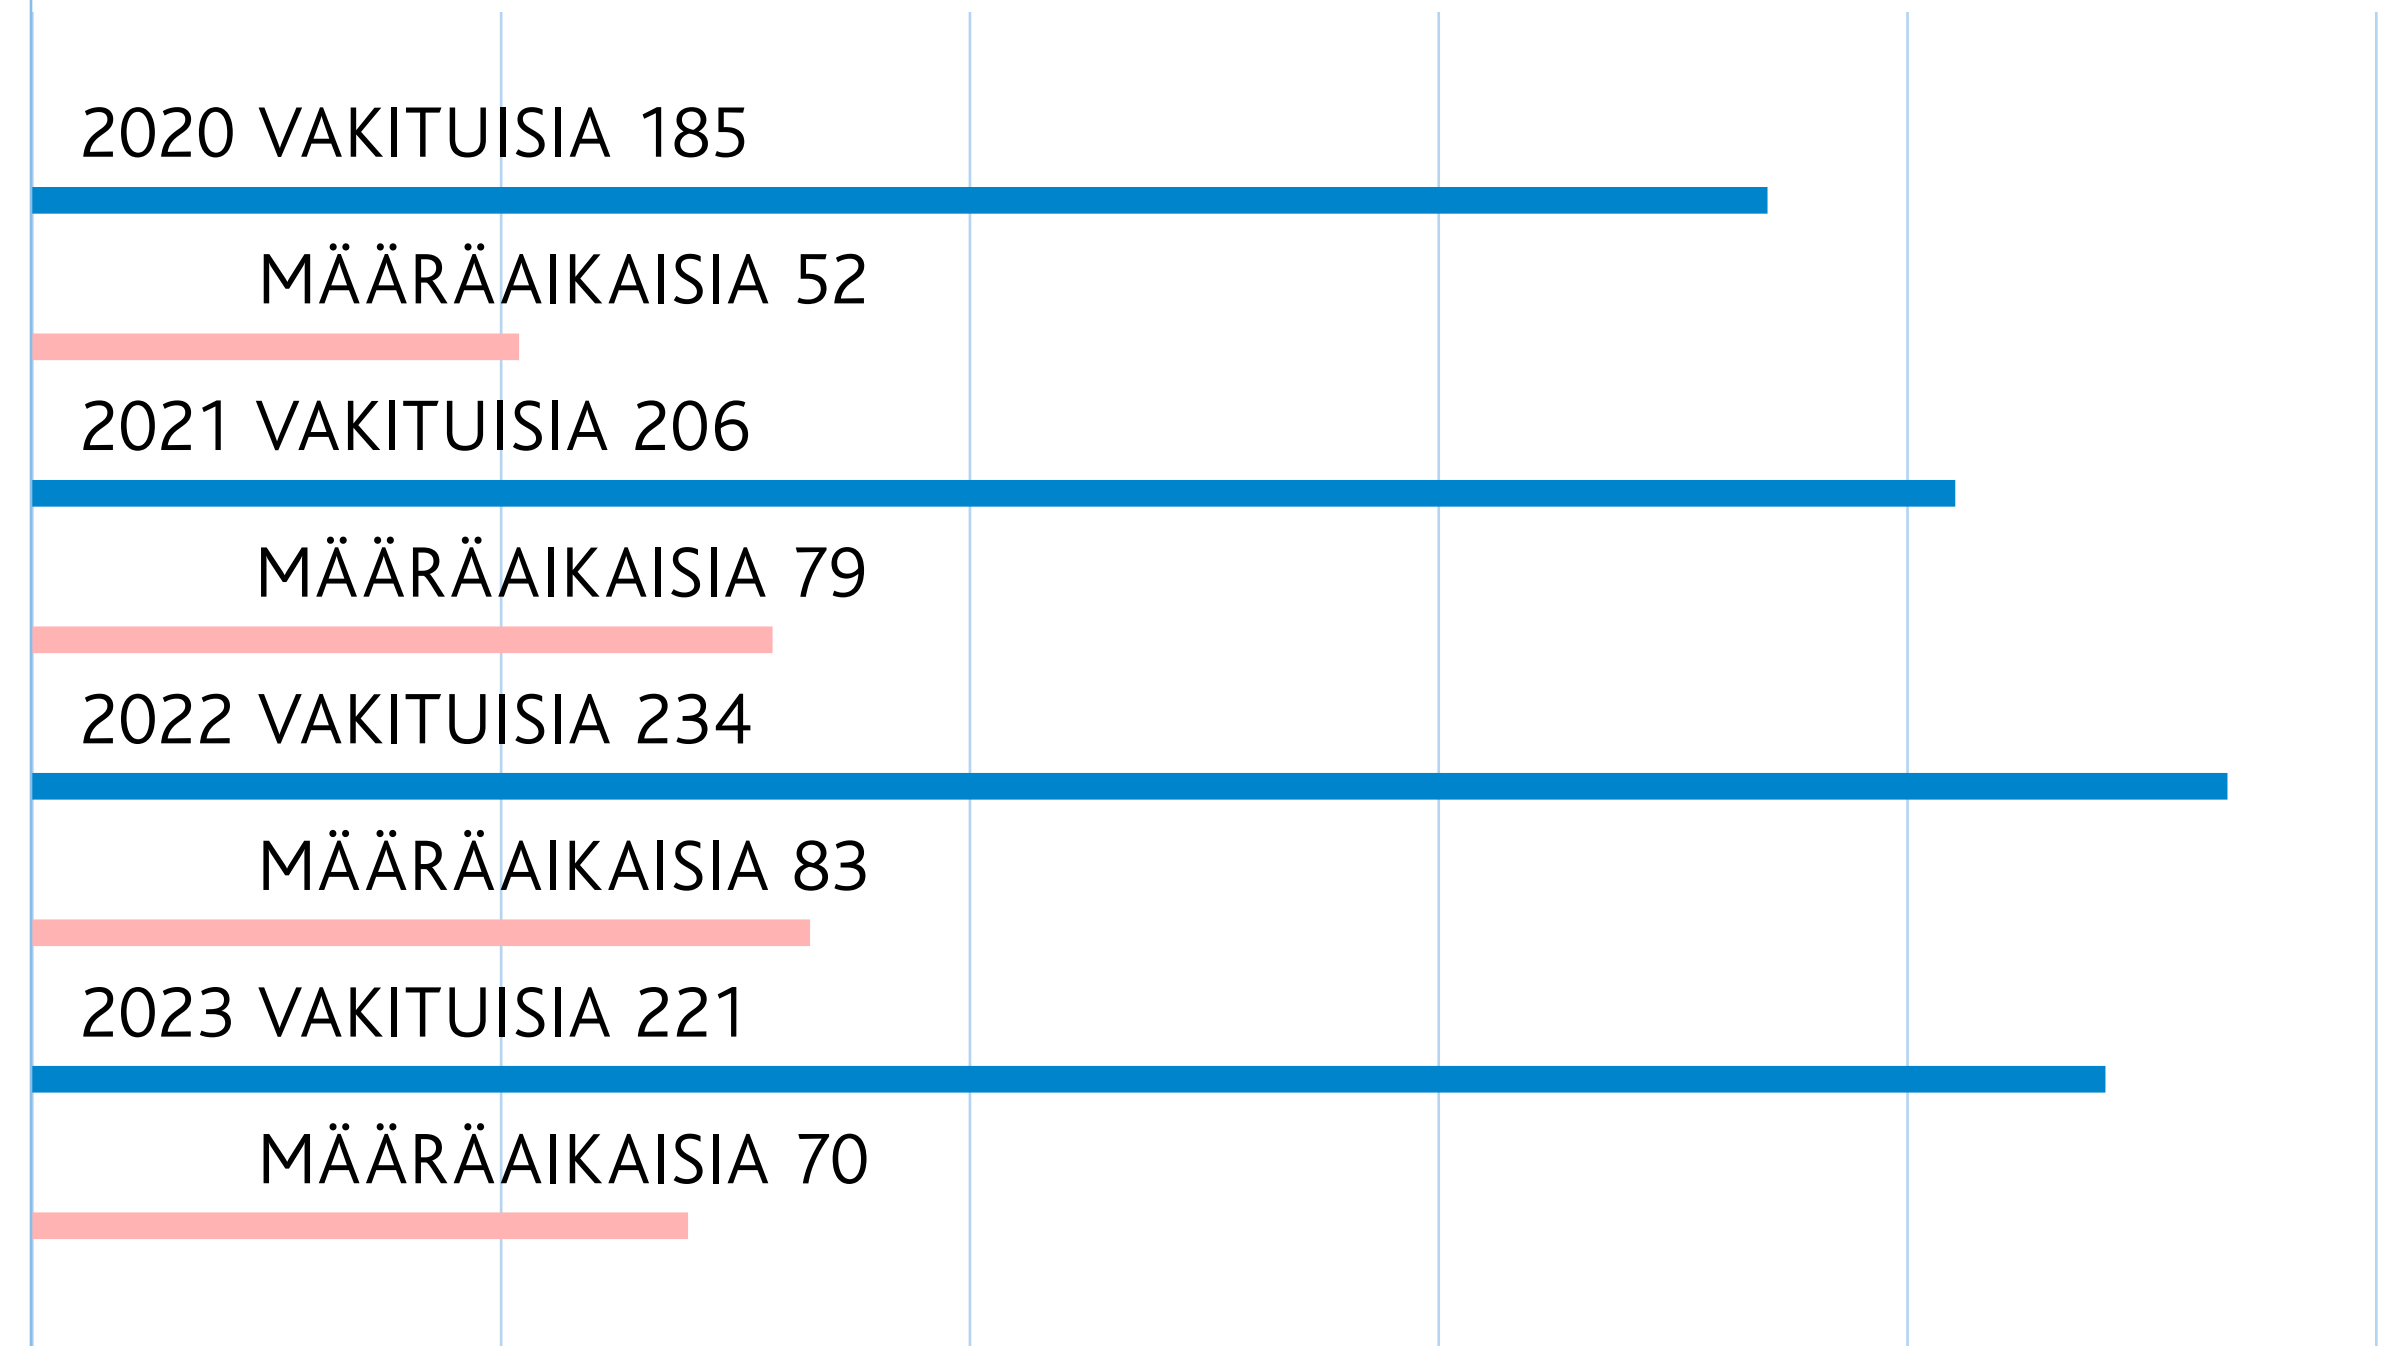 2020 VAKITUISIA 185
MÄÄRÄAIKAISIA 52
2021 VAKITUISIA 206
MÄÄRÄAIKAISIA 79
2022 VAKITUISIA 234
MÄÄRÄAIKAISIA 83
2023 VAKITUISIA 221
MÄÄRÄAIKAISIA 70